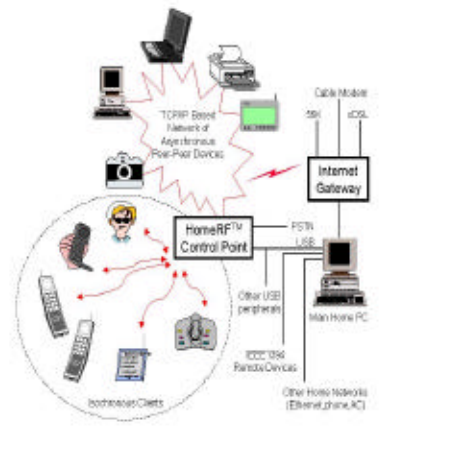 Cable Modem
56K
xDSL
TCP/IP Based
Network of
Asynchronous
Peer-Peer Devices
Internet
Gateway
HomeRF™
Control Point
PSTN
USB
Other USB
peripherals
Main Home PC
IEEE 1394
Remote Devices
Isochronous Clients
Other Home Networks
(Ethernet, phone, AC)